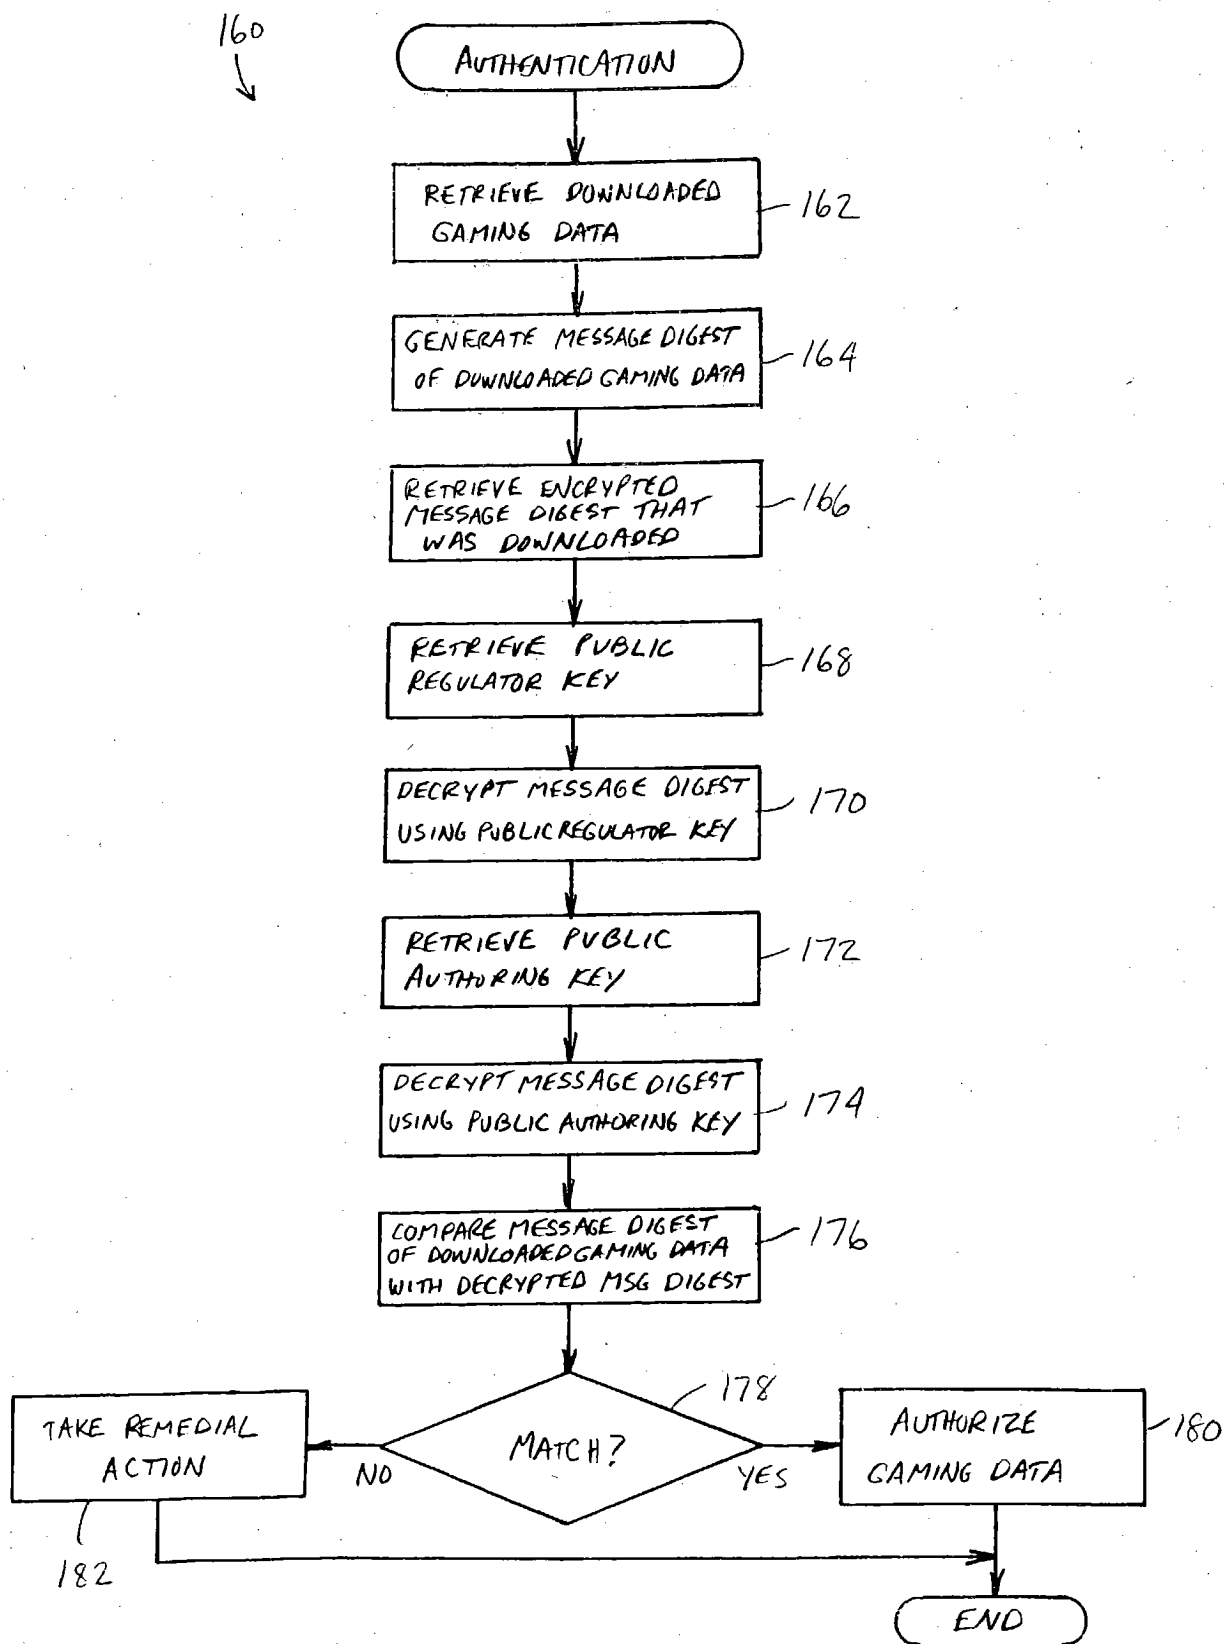 160
AUTHENTICATION
RETRIEVE DOWNLOADED
GAMING DATA
162
GENERATE MESSAGE DIGEST
OF DOWNLOADED GAMING DATA
164
RETRIEVE ENCRYPTED
MESSAGE DIGEST THAT
WAS DOWNLOADED
166
RETRIEVE PUBLIC
REGULATOR KEY
168
DECRYPT MESSAGE DIGEST
USING PUBLIC REGULATOR KEY
170
RETRIEVE PUBLIC
AUTHORING KEY
172
DECRYPT MESSAGE DIGEST
USING PUBLIC AUTHORING KEY
174
COMPARE MESSAGE DIGEST
OF DOWNLOADED GAMING DATA
WITH DECRYPTED MSG DIGEST
176
MATCH?
178
NO
YES
TAKE REMEDIAL
ACTION
182
AUTHORIZE
GAMING DATA
180
END